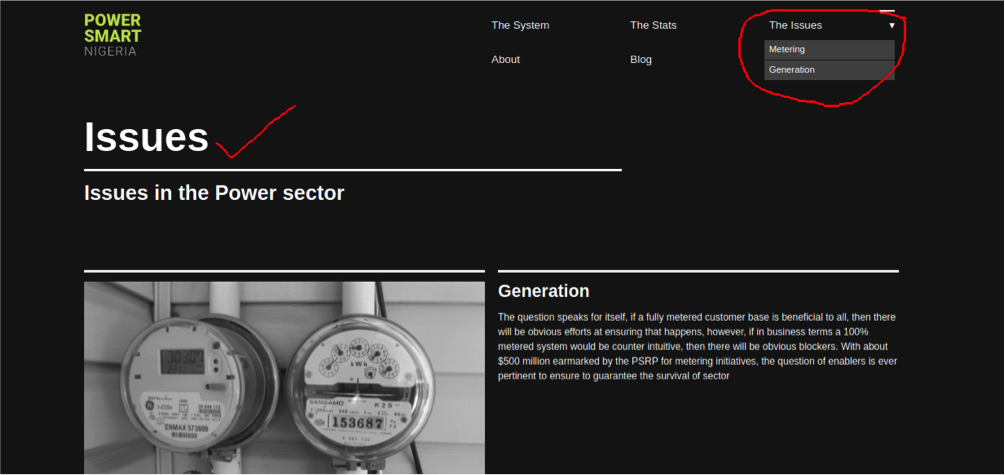 POWER
SMART
NIGERIA
The System
The Stats
The Issues
Metering
Generation
About
Blog
Issues
Issues in the Power sector
Generation
The question speaks for itself, if a fully metered customer base is beneficial to all, then there
will be obvious efforts at ensuring that happens, however, if in business terms a 100%
metered system would be counter intuitive, then there will be obvious blockers. With about
$500 million earmarked by the PSRP for metering initiatives, the question of enablers is ever
pertinent to ensure to guarantee the survival of sector
kWh
SANGAMO
K2S
153687
ENMAX